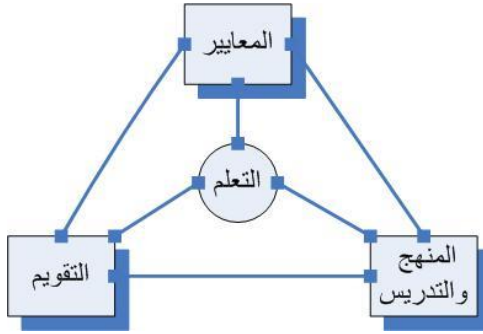 المعايير
التعلم
المنهج
والتدريس
التقويم